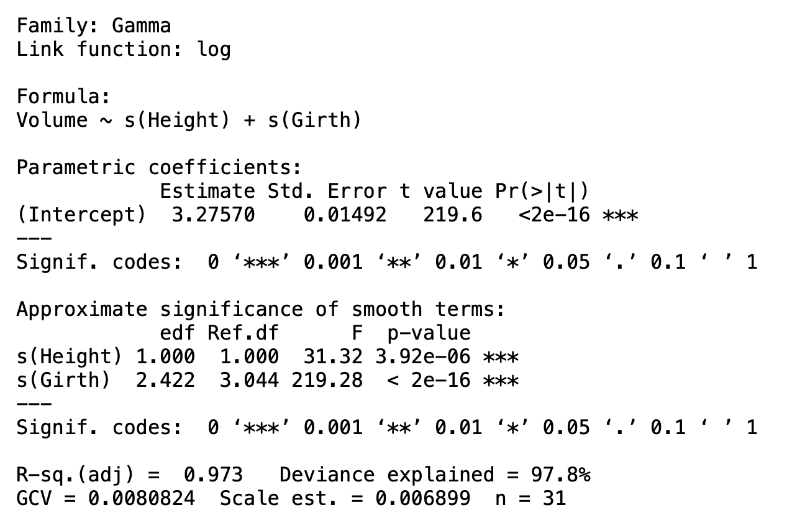 Family: Gamma
Link function: log

Formula:
Volume ~ s(Height) + s(Girth)

Parametric coefficients:
            Estimate Std. Error t value Pr(>|t|)
(Intercept)  3.27570    0.01492   219.6   <2e-16 ***
---
Signif. codes:  0 ‘***’ 0.001 ‘**’ 0.01 ‘*’ 0.05 ‘.’ 0.1 ‘ ’ 1

Approximate significance of smooth terms:
            edf Ref.df      F  p-value
s(Height) 1.000  1.000  31.32 3.92e-06 ***
s(Girth)  2.422  3.044 219.28  < 2e-16 ***
---
Signif. codes:  0 ‘***’ 0.001 ‘**’ 0.01 ‘*’ 0.05 ‘.’ 0.1 ‘ ’ 1

R-sq.(adj) =  0.973   Deviance explained = 97.8%
GCV = 0.0080824  Scale est. = 0.006899  n = 31